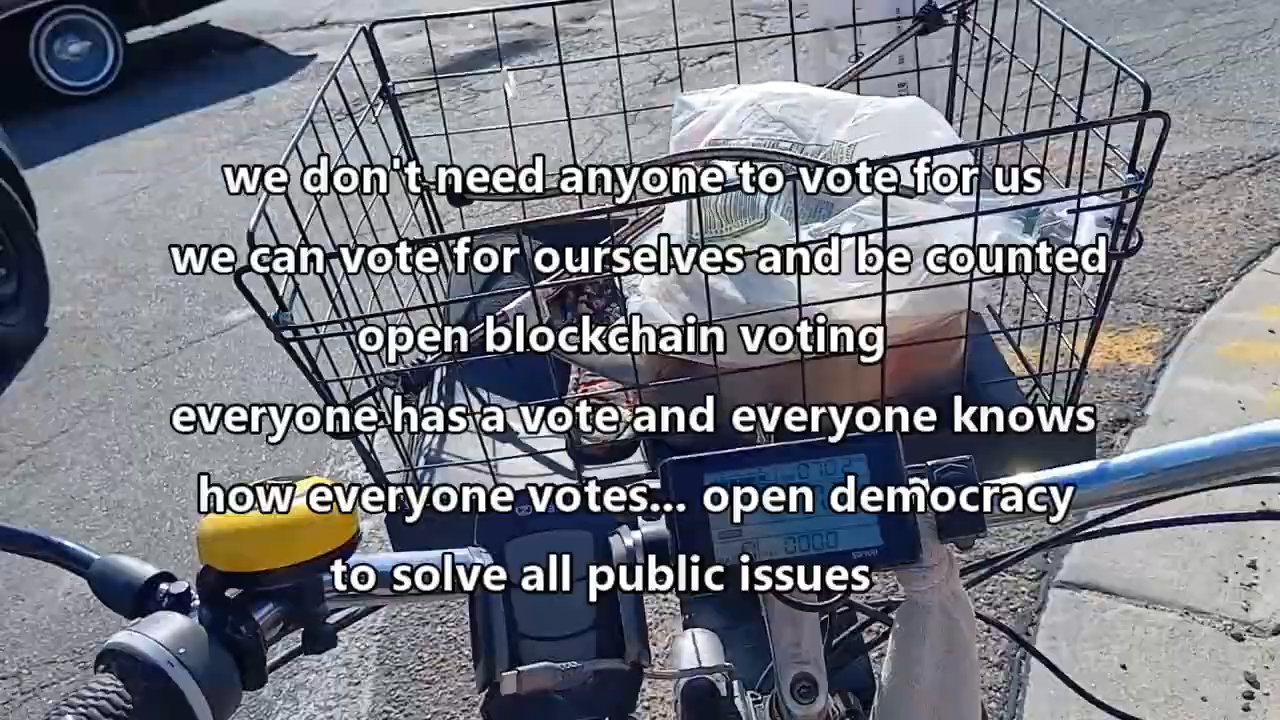 we don't need anyone to vote for us
we can vote for ourselves and be counted
open blockchain voting
everyone has a vote and everyone knows
how everyone votes... open democracy
to solve all public issues